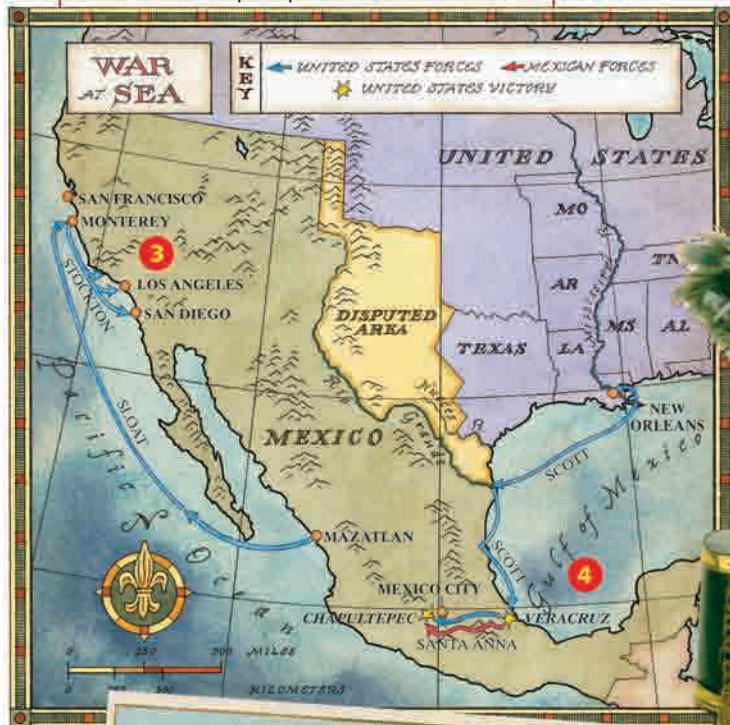 WAR
AT SEA
KEY
UNITED STATES FORCES
MEXICAN FORCES
UNITED STATES VICTORY
UNITED STATES
SAN FRANCISCO
MONTEREY
3
MO
TN
STOCKTON
LOS ANGELES
SAN DIEGO
AR
Mississippi R.
DISPUTED
AREA
TEXAS
LA
MS
AL
SLOAT
Pacific
Ocean
Rio
Grande
Nueces
R.
MEXICO
NEW
ORLEANS
SCOTT
Gulf of Mexico
MAZATLAN
SCOTT
4
MEXICO CITY
CHAPULTEPEC
VERACRUZ
SANTA ANNA
0 250 500 MILES
0 250 500 KILOMETERS